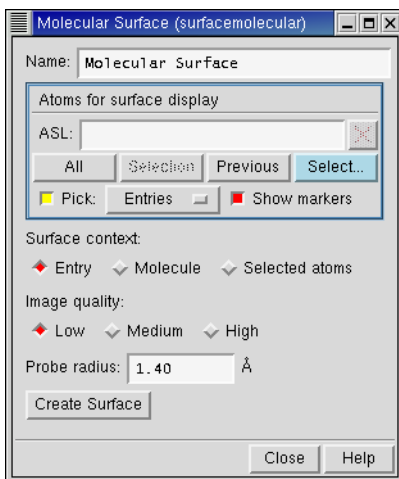 Molecular Surface (surfacemolecular)
Name: Molecular Surface
Atoms for surface display
ASL:
All Selection Previous Select...
Pick: Entries Show markers
Surface context:
Entry Molecule Selected atoms
Image quality:
Low Medium High
Probe radius: 1.40 Å
Create Surface
Close Help